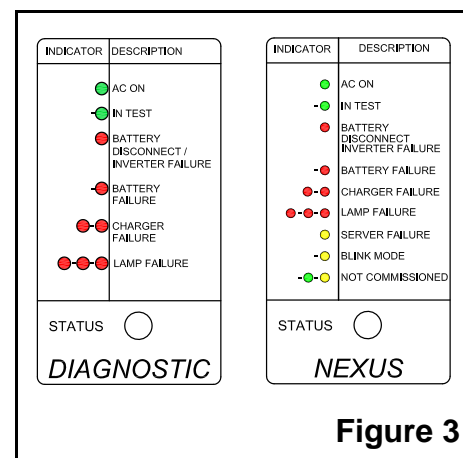 INDICATOR DESCRIPTION
AC ON
IN TEST
BATTERY
DISCONNECT /
INVERTER FAILURE
BATTERY
FAILURE
CHARGER
FAILURE
LAMP FAILURE
STATUS
DIAGNOSTIC
INDICATOR DESCRIPTION
AC ON
IN TEST
BATTERY
DISCONNECT
INVERTER FAILURE
BATTERY FAILURE
CHARGER FAILURE
LAMP FAILURE
SERVER FAILURE
BLINK MODE
NOT COMMISSIONED
STATUS
NEXUS
Figure 3